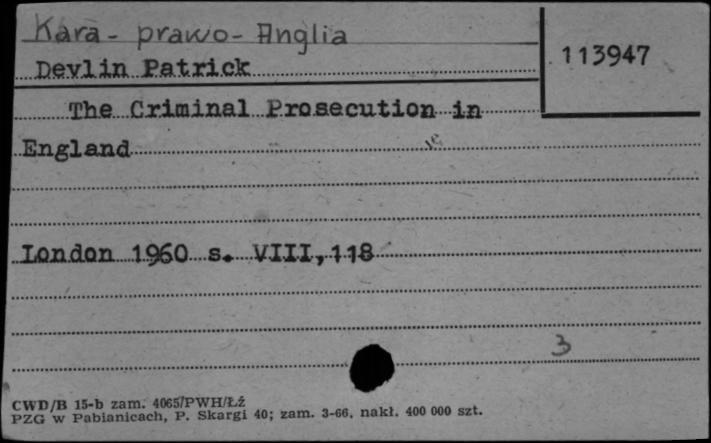 Kara - prawo - Anglia
113947
Devlin Patrick
The Criminal Prosecution in
England
London 1960 s. VIII, 118
3
CWD/B 15-b zam. 4065/PWH/Łź
PZG w Pabianicach, P. Skargi 40; zam. 3-66, nakł. 400 000 szt.